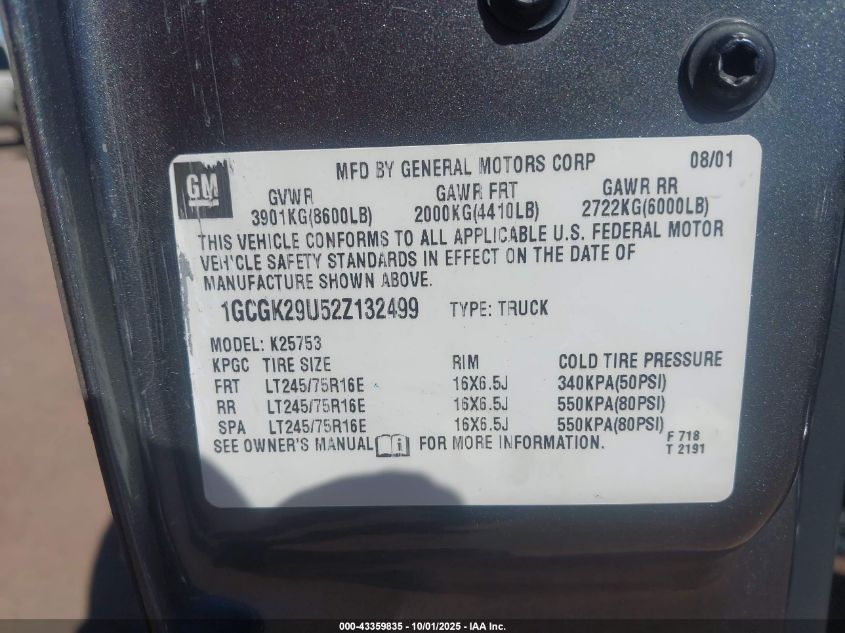 MFD BY GENERAL MOTORS CORP 08/01
GM
GVWR GAWR FRT GAWR RR
3901KG(8600LB) 2000KG(4410LB) 2722KG(6000LB)
THIS VEHICLE CONFORMS TO ALL APPLICABLE U.S. FEDERAL MOTOR
VEHICLE SAFETY STANDARDS IN EFFECT ON THE DATE OF
MANUFACTURE SHOWN ABOVE.
1GCGK29U52Z132499 TYPE: TRUCK
MODEL: K25753
KPGC TIRE SIZE RIM COLD TIRE PRESSURE
FRT LT245/75R16E 16X6.5J 340KPA(50PSI)
RR LT245/75R16E 16X6.5J 550KPA(80PSI)
SPA LT245/75R16E 16X6.5J 550KPA(80PSI)
SEE OWNER'S MANUAL i FOR MORE INFORMATION.
F 718
T 2191
000-43359835 - 10/01/2025 - IAA Inc.